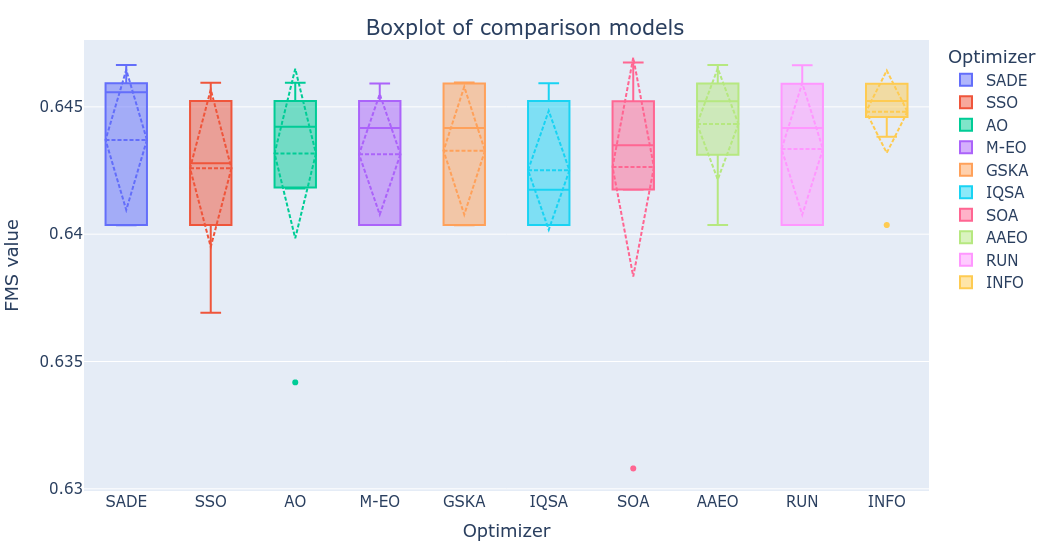 Boxplot of comparison models
FMS value
0.645
0.64
0.635
0.63
SADE SSO AO M-EO GSKA IQSA SOA AAEO RUN INFO
Optimizer
Optimizer
SADE
SSO
AO
M-EO
GSKA
IQSA
SOA
AAEO
RUN
INFO